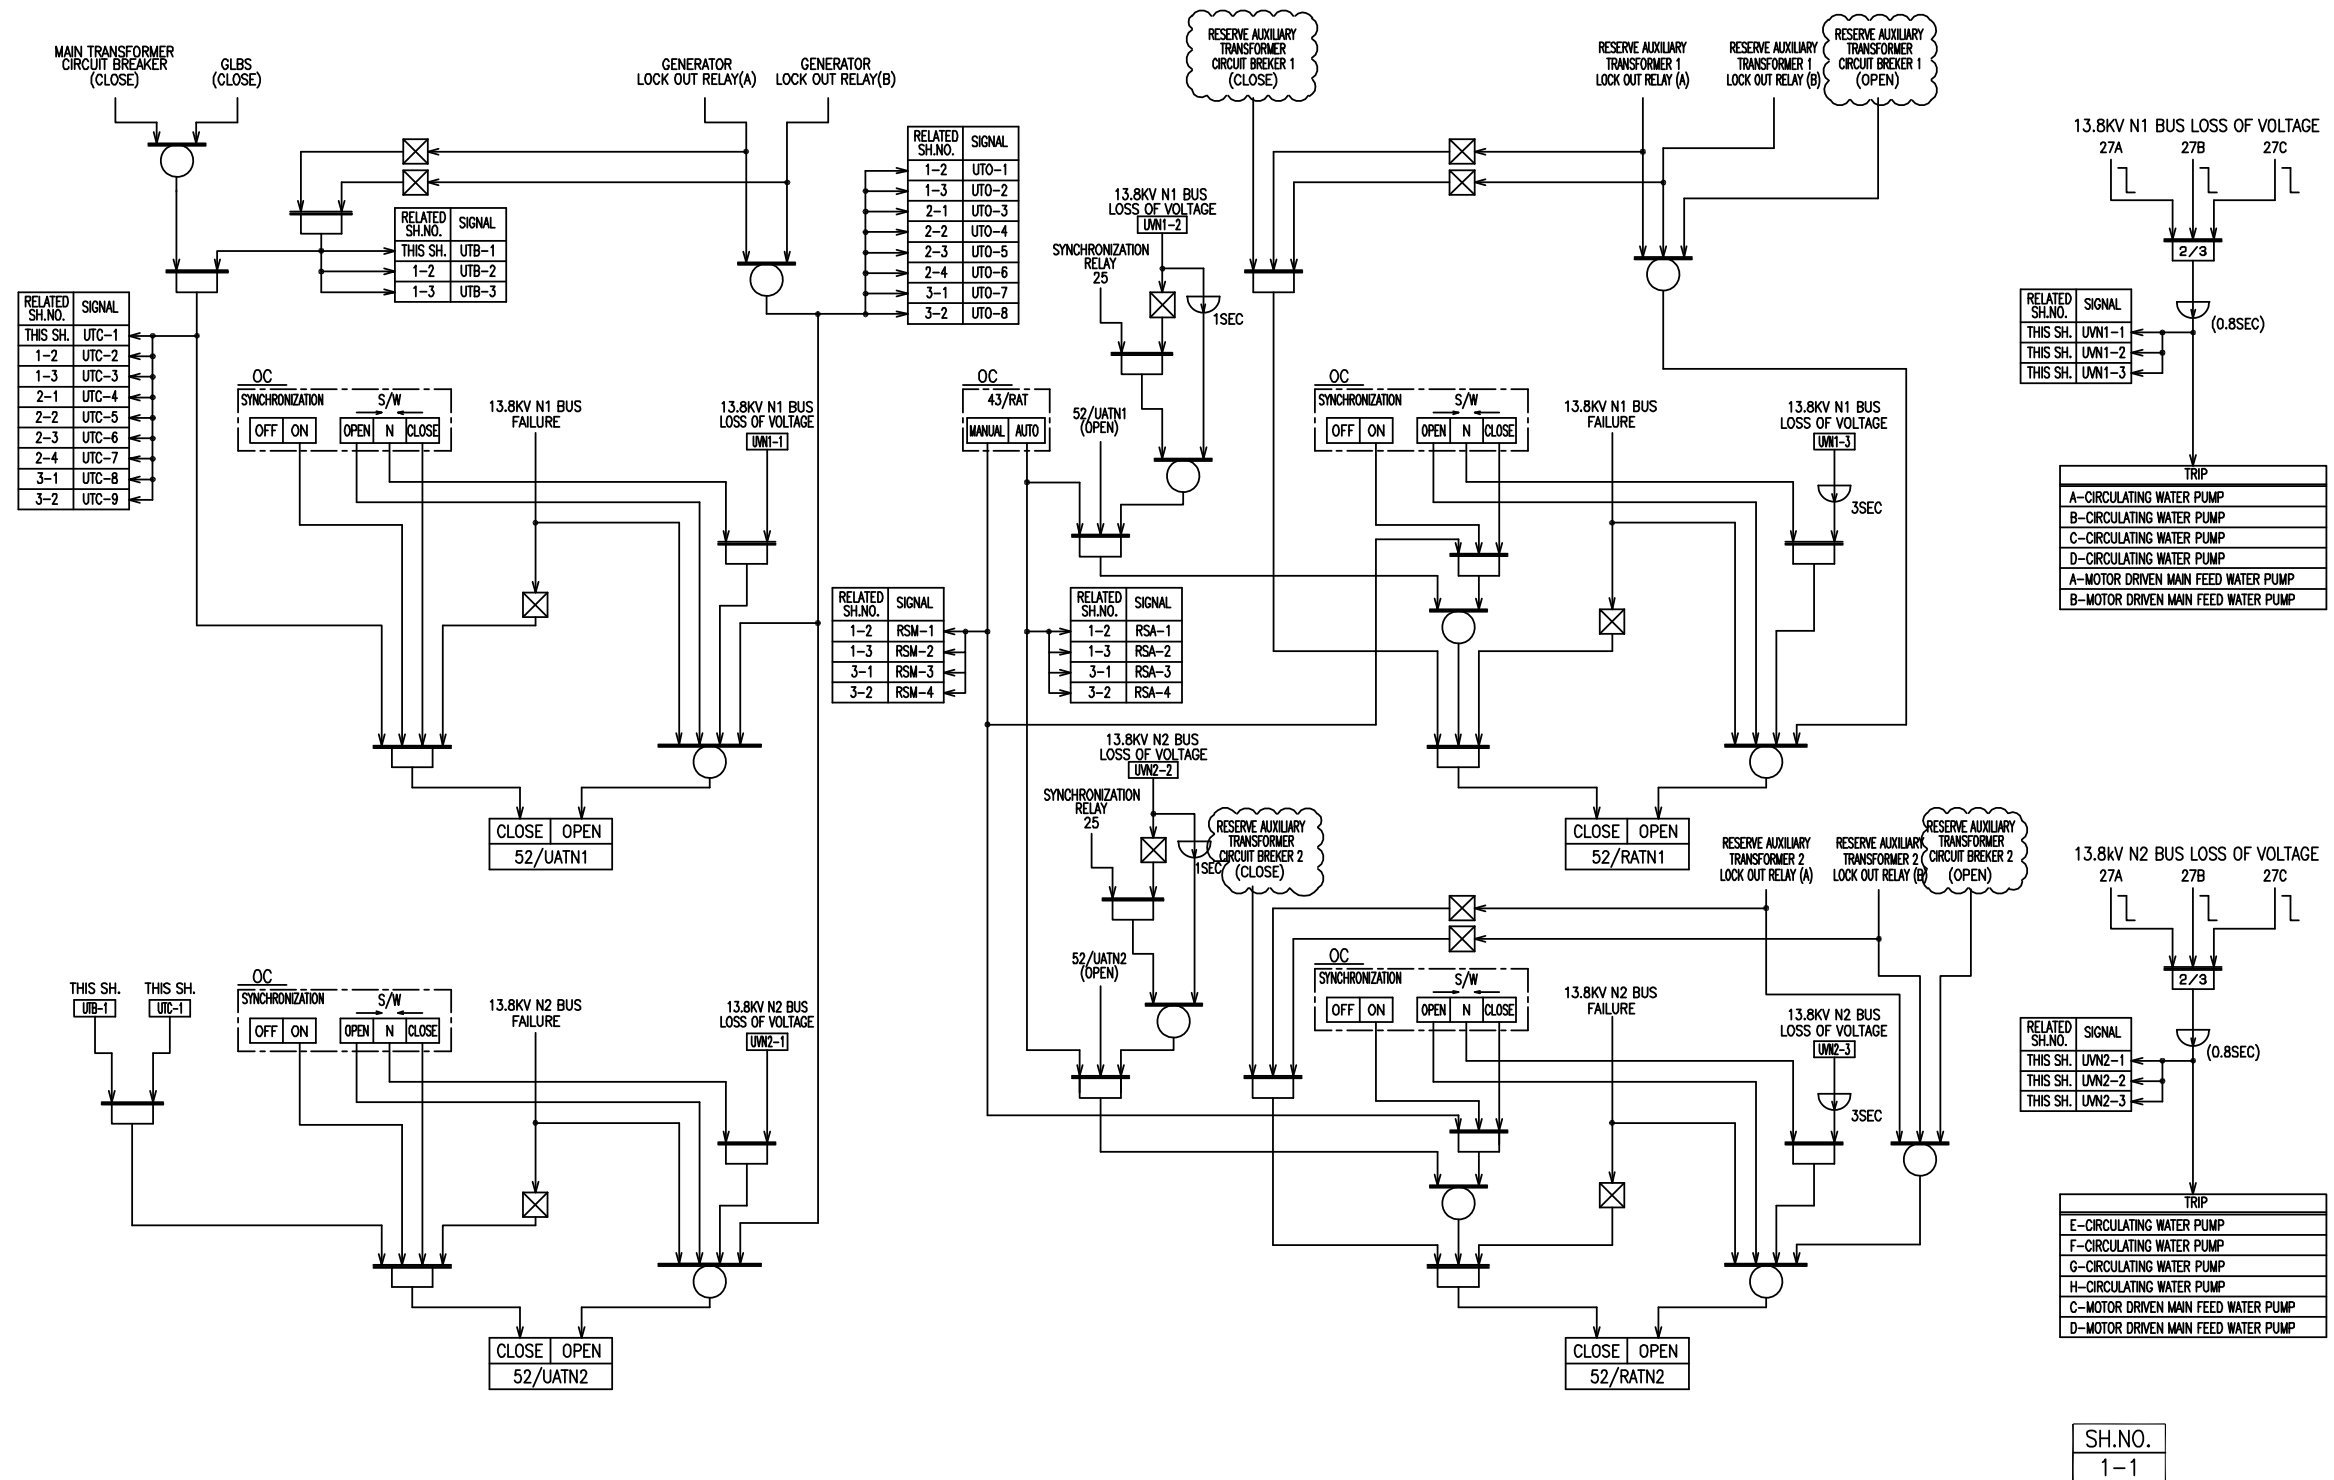 MAIN TRANSFORMER
CIRCUIT BREAKER
(CLOSE)
GLBS
(CLOSE)
GENERATOR
LOCK OUT RELAY(A)
GENERATOR
LOCK OUT RELAY(B)
RESERVE AUXILIARY
TRANSFORMER
CIRCUIT BREKER 1
(CLOSE)
RESERVE AUXILIARY
TRANSFORMER 1
LOCK OUT RELAY (A)
RESERVE AUXILIARY
TRANSFORMER 1
LOCK OUT RELAY (B)
RESERVE AUXILIARY
TRANSFORMER
CIRCUIT BREKER 1
(OPEN)
13.8KV N1 BUS LOSS OF VOLTAGE
27A 27B 27C
2/3
(0.8SEC)
RELATED SH.NO. SIGNAL
THIS SH. UVN1-1
THIS SH. UVN1-2
THIS SH. UVN1-3
TRIP
A-CIRCULATING WATER PUMP
B-CIRCULATING WATER PUMP
C-CIRCULATING WATER PUMP
D-CIRCULATING WATER PUMP
A-MOTOR DRIVEN MAIN FEED WATER PUMP
B-MOTOR DRIVEN MAIN FEED WATER PUMP
RELATED SH.NO. SIGNAL
THIS SH. UTB-1
1-2 UTB-2
1-3 UTB-3
RELATED SH.NO. SIGNAL
1-2 UTO-1
1-3 UTO-2
2-1 UTO-3
2-2 UTO-4
2-3 UTO-5
2-4 UTO-6
3-1 UTO-7
3-2 UTO-8
RELATED SH.NO. SIGNAL
THIS SH. UTC-1
1-2 UTC-2
1-3 UTC-3
2-1 UTC-4
2-2 UTC-5
2-3 UTC-6
2-4 UTC-7
3-1 UTC-8
3-2 UTC-9
OC
SYNCHRONIZATION S/W
OFF ON OPEN N CLOSE
13.8KV N1 BUS
FAILURE
13.8KV N1 BUS
LOSS OF VOLTAGE
UVN1-1
CLOSE OPEN
52/UATN1
13.8KV N1 BUS
LOSS OF VOLTAGE
UVN1-2
SYNCHRONIZATION
RELAY
25
1SEC
OC
43/RAT
MANUAL AUTO
52/UATN1
(OPEN)
OC
SYNCHRONIZATION S/W
OFF ON OPEN N CLOSE
13.8KV N1 BUS
FAILURE
13.8KV N1 BUS
LOSS OF VOLTAGE
UVN1-3
3SEC
RELATED SH.NO. SIGNAL
1-2 RSM-1
1-3 RSM-2
3-1 RSM-3
3-2 RSM-4
RELATED SH.NO. SIGNAL
1-2 RSA-1
1-3 RSA-2
3-1 RSA-3
3-2 RSA-4
CLOSE OPEN
52/RATN1
13.8KV N2 BUS
LOSS OF VOLTAGE
UVN2-2
SYNCHRONIZATION
RELAY
25
1SEC
RESERVE AUXILIARY
TRANSFORMER
CIRCUIT BREKER 2
(CLOSE)
RESERVE AUXILIARY
TRANSFORMER 2
LOCK OUT RELAY (A)
RESERVE AUXILIARY
TRANSFORMER 2
LOCK OUT RELAY (B)
RESERVE AUXILIARY
TRANSFORMER
CIRCUIT BREKER 2
(OPEN)
13.8kV N2 BUS LOSS OF VOLTAGE
27A 27B 27C
2/3
(0.8SEC)
RELATED SH.NO. SIGNAL
THIS SH. UVN2-1
THIS SH. UVN2-2
THIS SH. UVN2-3
TRIP
E-CIRCULATING WATER PUMP
F-CIRCULATING WATER PUMP
G-CIRCULATING WATER PUMP
H-CIRCULATING WATER PUMP
C-MOTOR DRIVEN MAIN FEED WATER PUMP
D-MOTOR DRIVEN MAIN FEED WATER PUMP
THIS SH.
UTB-1
THIS SH.
UTC-1
OC
SYNCHRONIZATION S/W
OFF ON OPEN N CLOSE
13.8KV N2 BUS
FAILURE
13.8KV N2 BUS
LOSS OF VOLTAGE
UVN2-1
CLOSE OPEN
52/UATN2
52/UATN2
(OPEN)
OC
SYNCHRONIZATION S/W
OFF ON OPEN N CLOSE
13.8KV N2 BUS
FAILURE
13.8KV N2 BUS
LOSS OF VOLTAGE
UVN2-3
3SEC
CLOSE OPEN
52/RATN2
SH.NO.
1-1